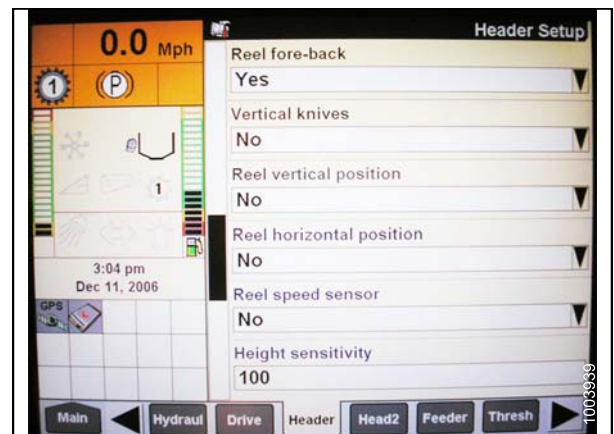 0.0 Mph
Header Setup
1
(P)
Reel fore-back
Yes
Vertical knives
No
1
Reel vertical position
No
Reel horizontal position
No
3:04 pm
Dec 11, 2006
Reel speed sensor
No
GPS
Height sensitivity
100
Main
Hydraul
Drive
Header
Head2
Feeder
Thresh
1003939